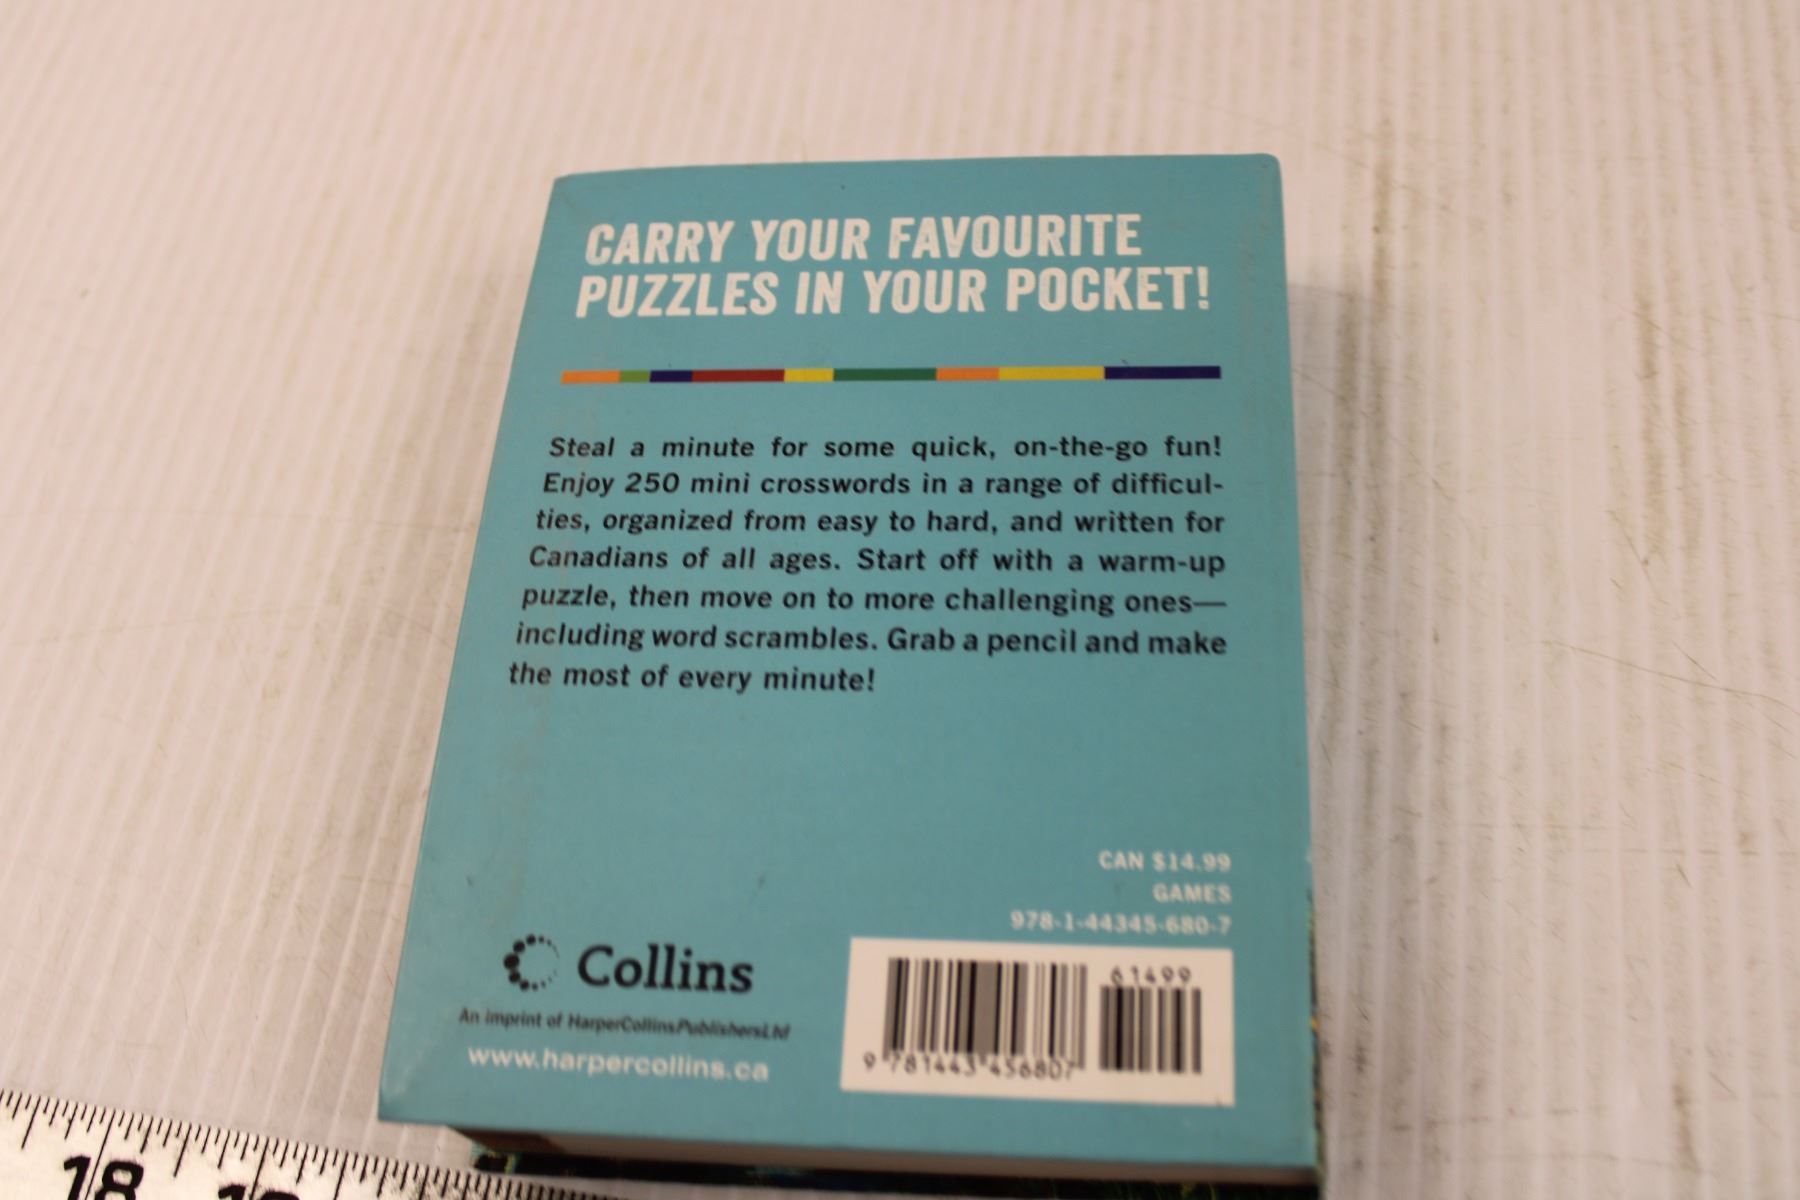 CARRY YOUR FAVOURITE
PUZZLES IN YOUR POCKET!
Steal a minute for some quick, on-the-go fun!
Enjoy 250 mini crosswords in a range of difficul-
ties, organized from easy to hard, and written for
Canadians of all ages. Start off with a warm-up
puzzle, then move on to more challenging ones—
including word scrambles. Grab a pencil and make
the most of every minute!
CAN $14.99
GAMES
978-1-44345-680-7
Collins
An imprint of HarperCollinsPublishersLtd
www.harpercollins.ca
61499
9 781443 456807
18